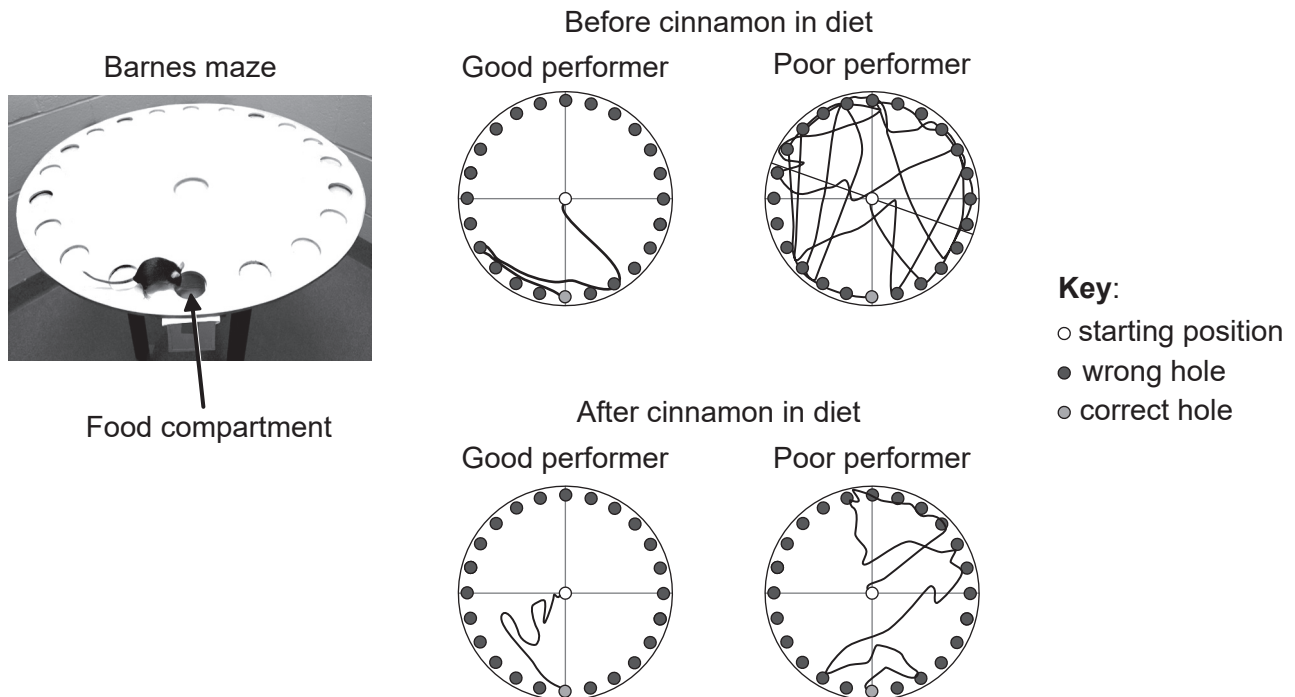 Before cinnamon in diet
Barnes maze
Good performer
Poor performer
Food compartment
Key:
starting position
wrong hole
correct hole
After cinnamon in diet
Good performer
Poor performer